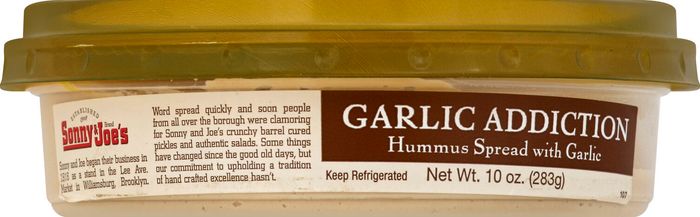 ESTABLISHED
Sonny & Joe's
Brand
Sonny and Joe began their business in
as a stand in the Lee Ave.
Market in Williamsburg, Brooklyn.
Word spread quickly and soon people
from all over the borough were clamoring
for Sonny and Joe's crunchy barrel cured
pickles and authentic salads. Some things
have changed since the good old days, but
our commitment to upholding a tradition
of hand crafted excellence hasn't.
GARLIC ADDICTION
Hummus Spread with Garlic
Keep Refrigerated
Net Wt. 10 oz. (283g)
107